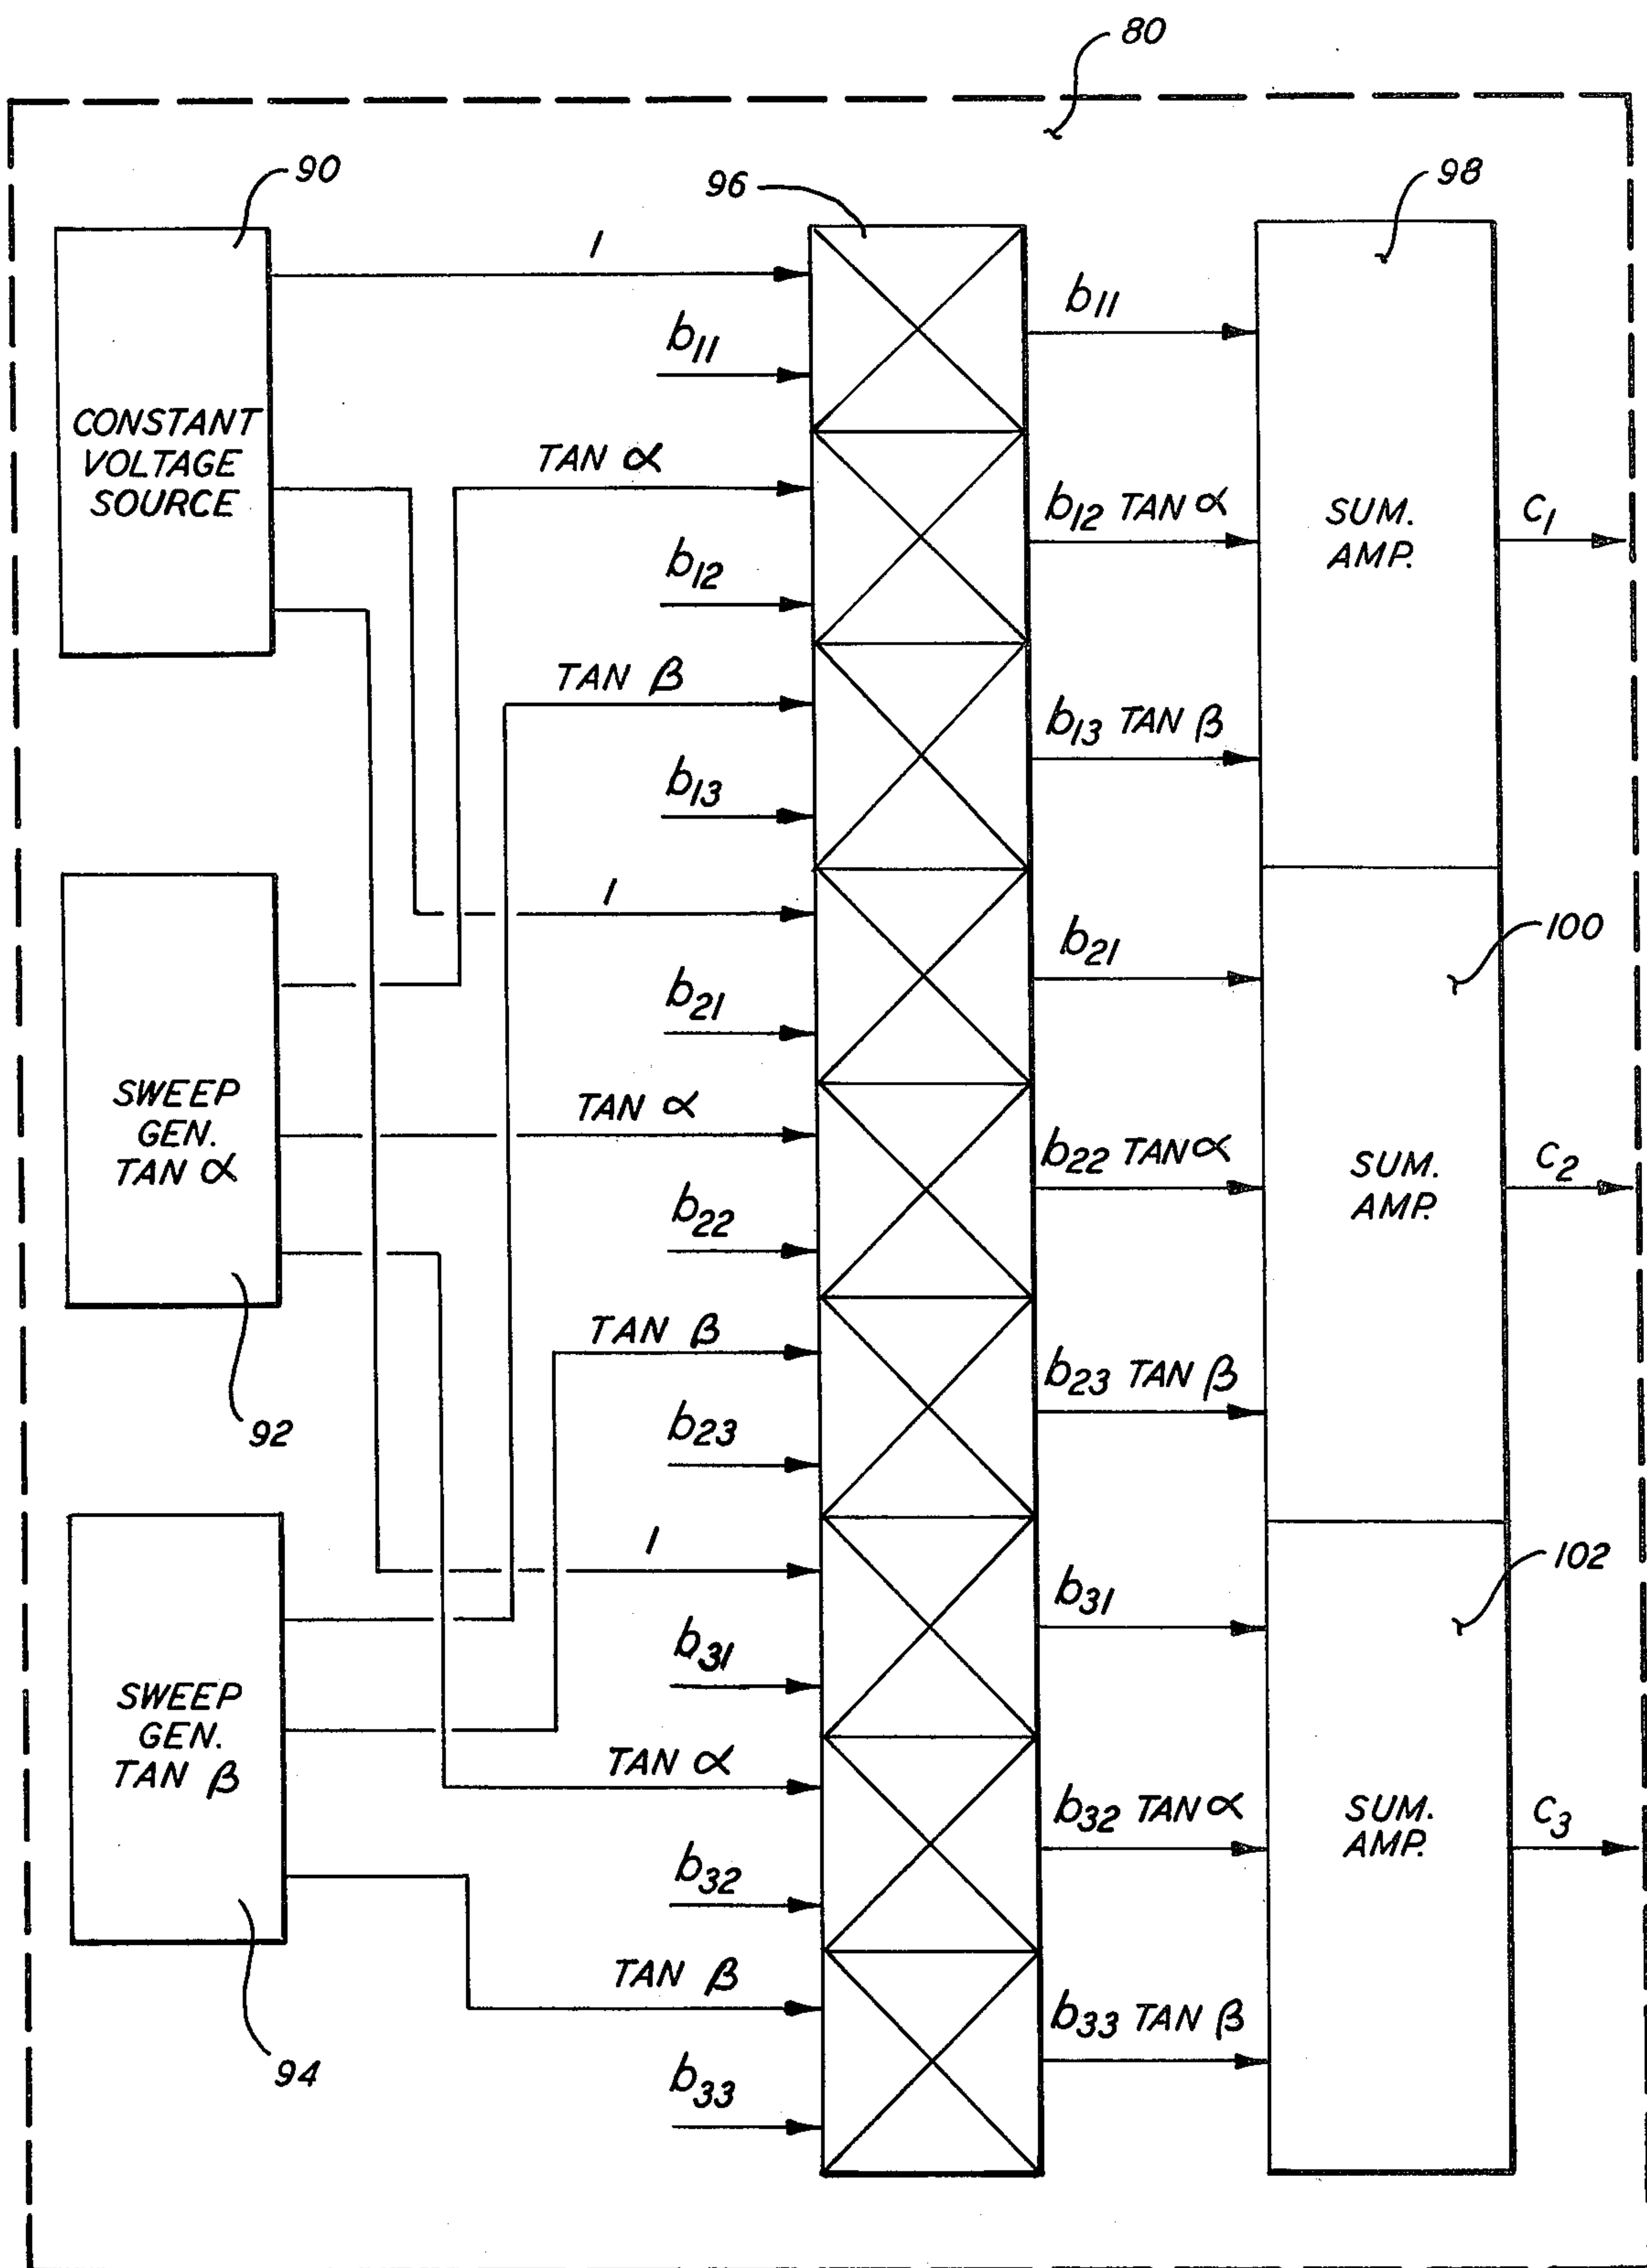 80
90
96
98
1
b11
b11
CONSTANT
VOLTAGE
SOURCE
TAN α
b12 TAN α
SUM.
AMP.
C1
b12
TAN β
b13 TAN β
b13
1
b21
100
b21
SWEEP
GEN.
TAN α
TAN α
b22 TAN α
SUM.
AMP.
C2
b22
TAN β
b23 TAN β
92
b23
1
b31
102
b31
SWEEP
GEN.
TAN β
TAN α
b32 TAN α
SUM.
AMP.
C3
b32
TAN β
b33 TAN β
94
b33